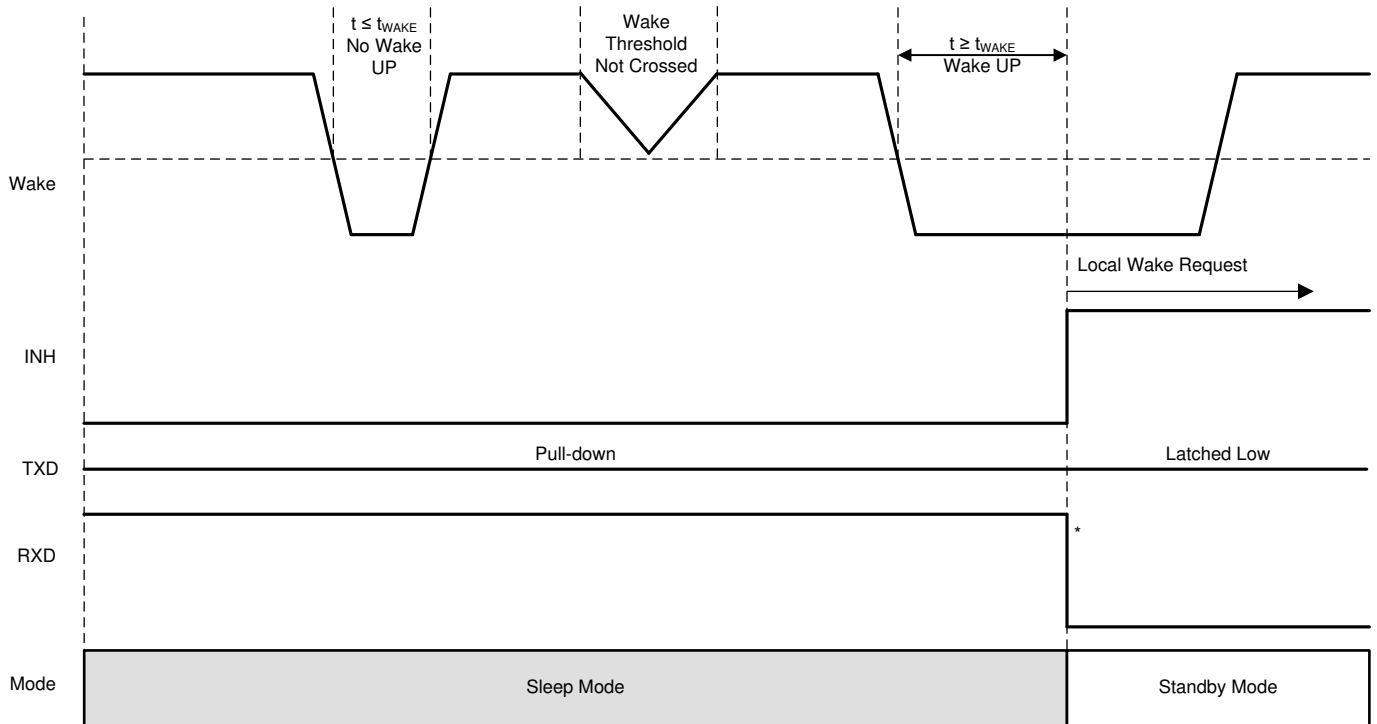 t ≤ tWAKE
No Wake
UP
Wake
Threshold
Not Crossed
t ≥ tWAKE
Wake UP
Wake
Local Wake Request
INH
Pull-down
Latched Low
TXD
*
RXD
Mode
Sleep Mode
Standby Mode